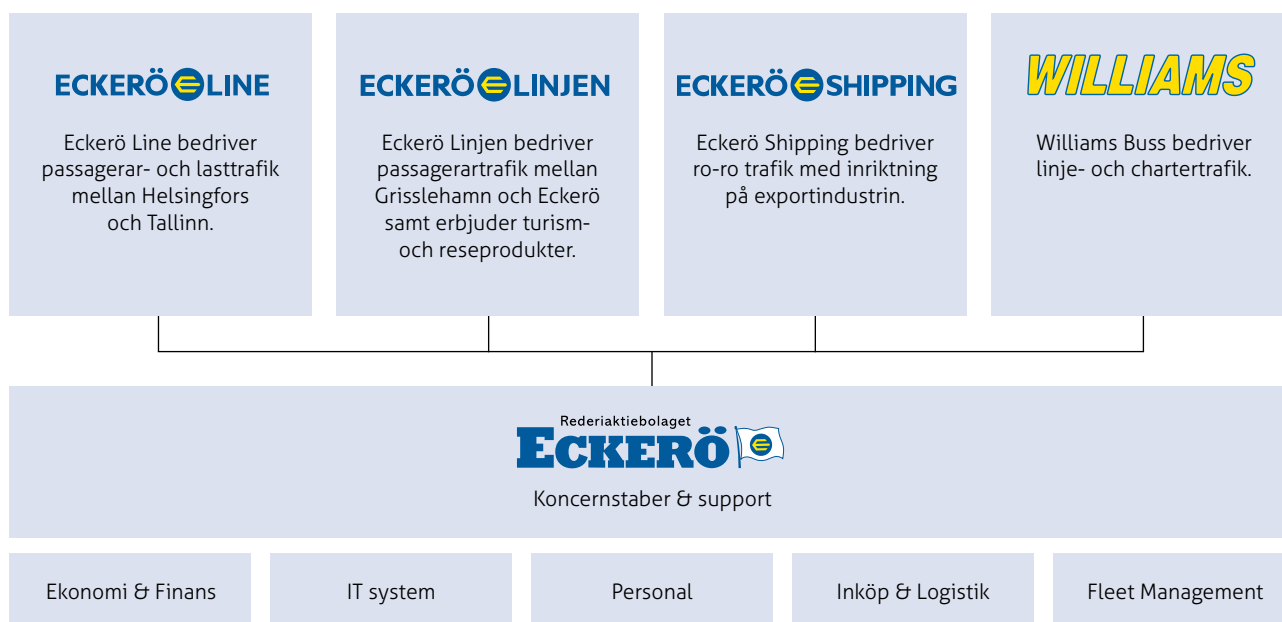 ECKERÖ LINE
Eckerö Line bedriver
passagerar- och lasttrafik
mellan Helsingfors
och Tallinn.
ECKERÖ LINJEN
Eckerö Linjen bedriver
passagerartrafik mellan
Grisslehamn och Eckerö
samt erbjuder turism-
och reseprodukter.
ECKERÖ SHIPPING
Eckerö Shipping bedriver
ro-ro trafik med inriktning
på exportindustrin.
WILLIAMS
Williams Buss bedriver
linje- och chartertrafik.
Rederiaktiebolaget
ECKERÖ
Koncernstaber & support
Ekonomi & Finans
IT system
Personal
Inköp & Logistik
Fleet Management